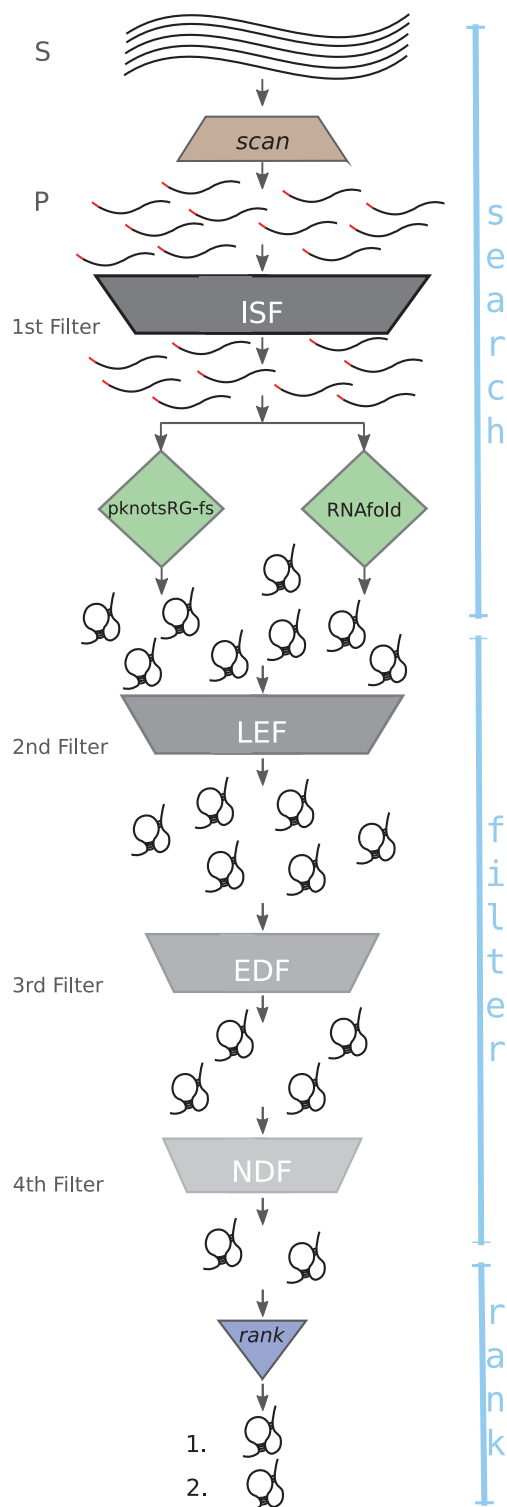 S
scan
P
ISF
1st Filter
search
pknotsRG-fs
RNAfold
LEF
2nd Filter
filter
EDF
3rd Filter
NDF
4th Filter
rank
rank
1.
2.